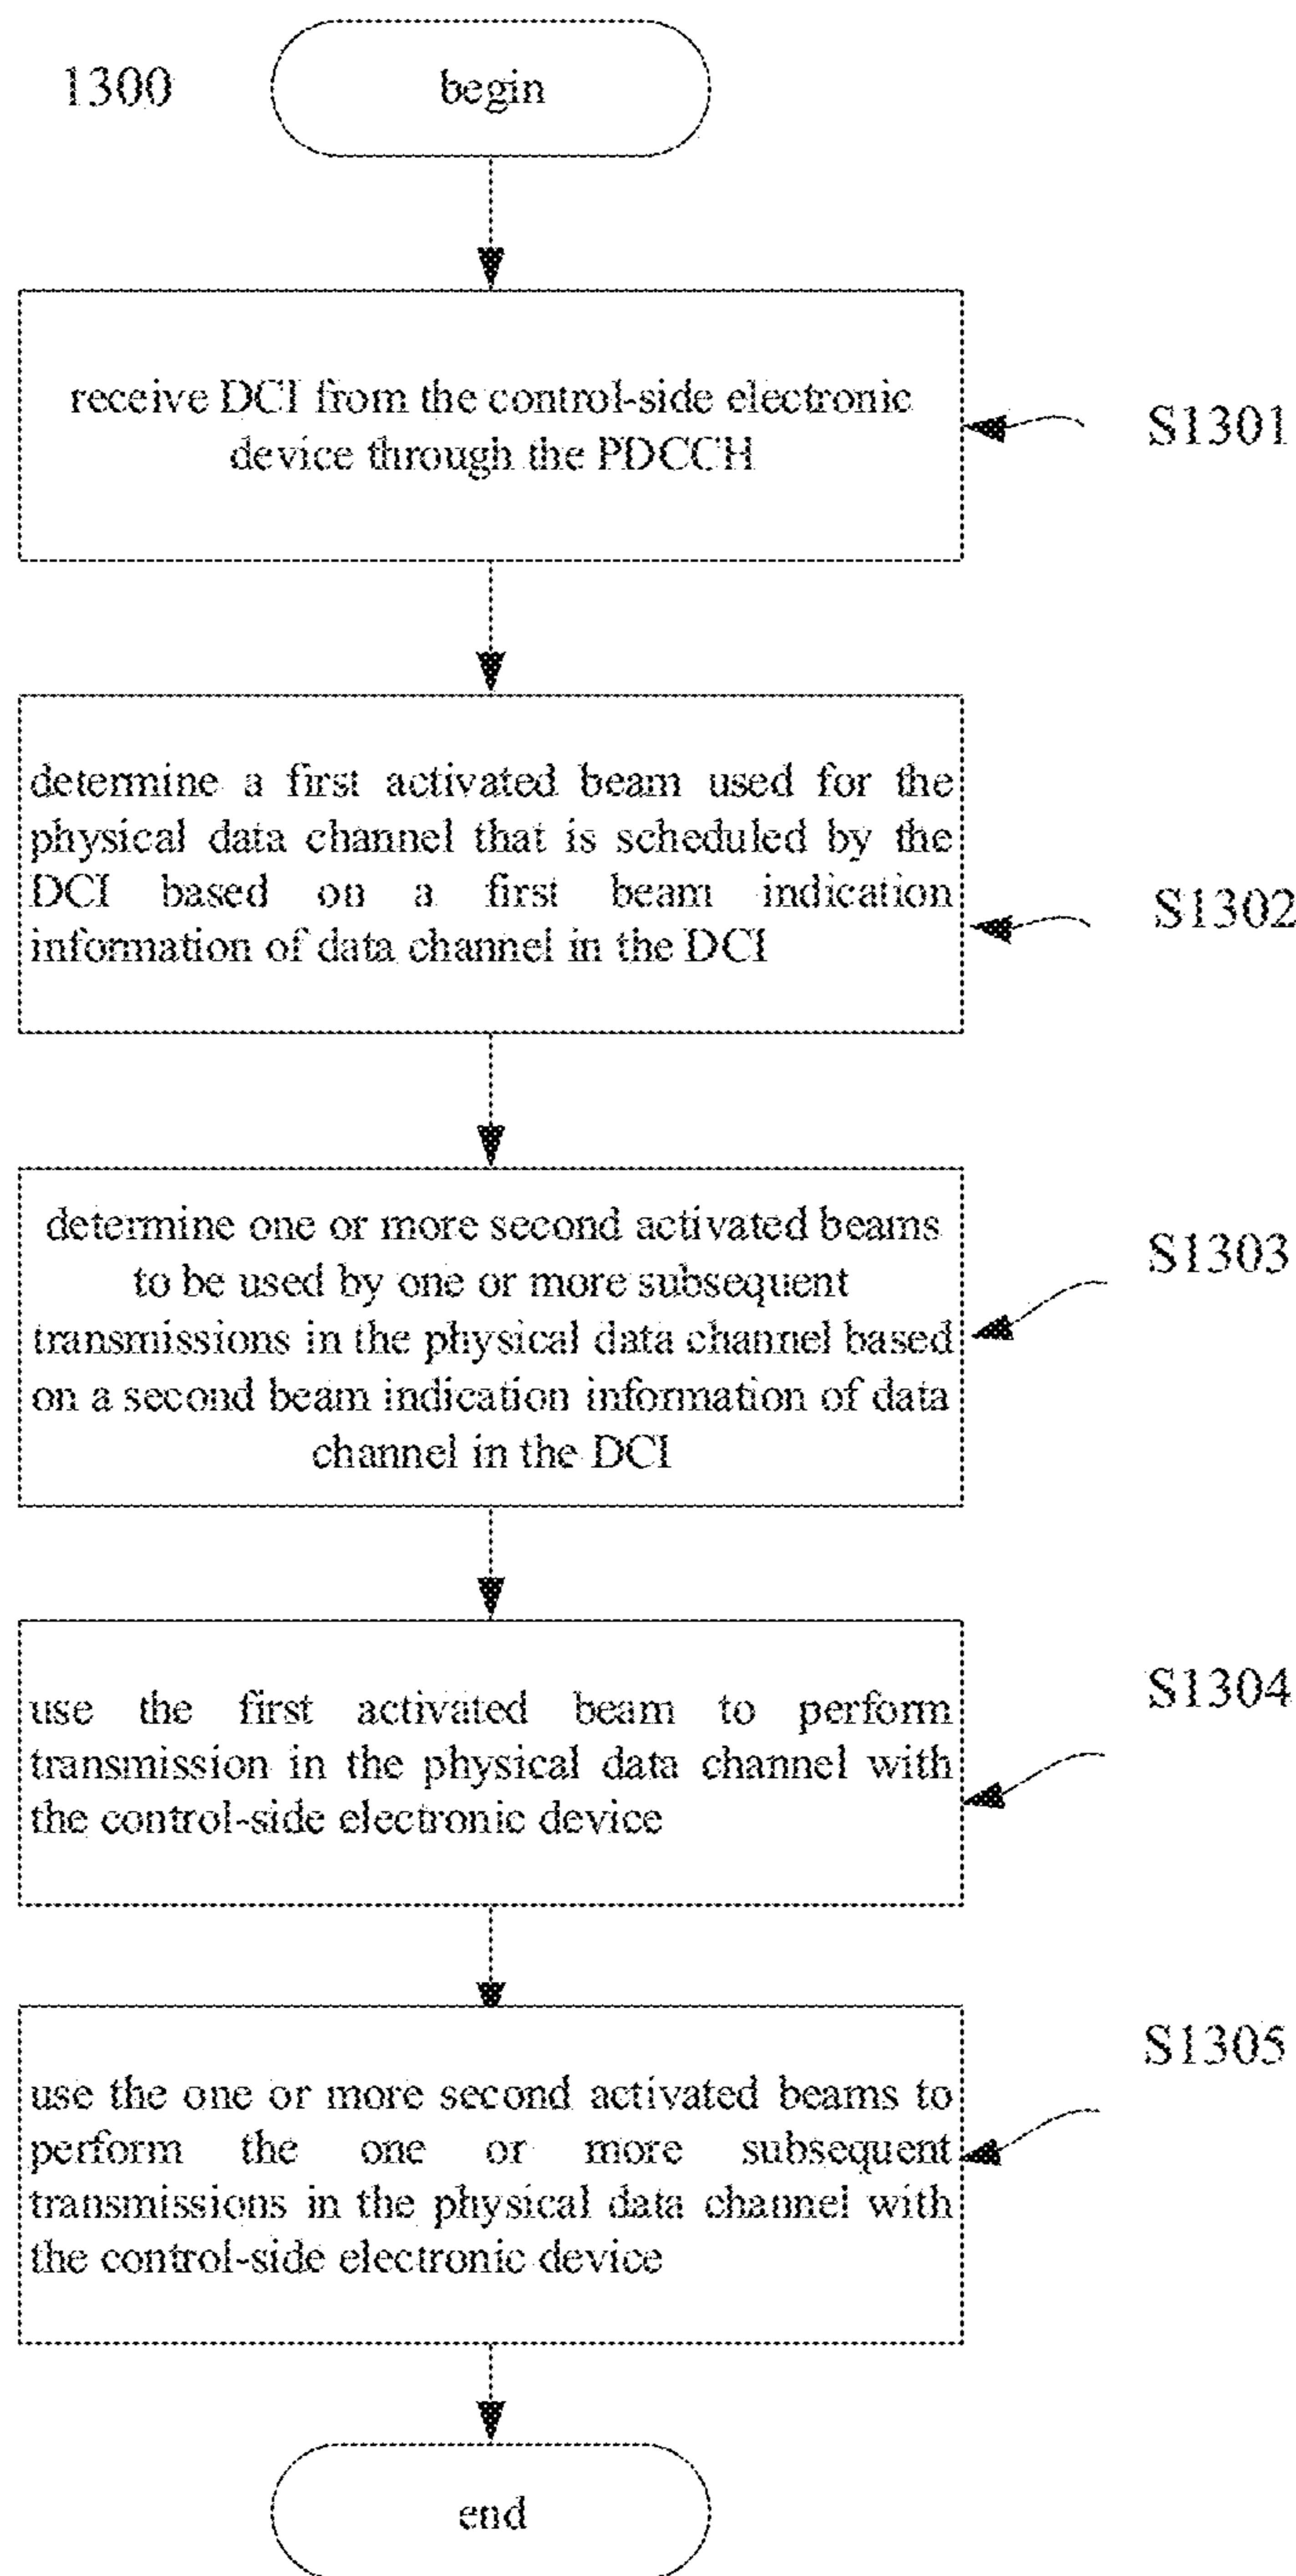 1300
begin
receive DCI from the control-side electronic
device through the PDCCH
S1301
determine a first activated beam used for the
physical data channel that is scheduled by the
DCI based on a first beam indication
information of data channel in the DCI
S1302
determine one or more second activated beams
to be used by one or more subsequent
transmissions in the physical data channel based
on a second beam indication information of data
channel in the DCI
S1303
use the first activated beam to perform
transmission in the physical data channel with
the control-side electronic device
S1304
use the one or more second activated beams to
perform the one or more subsequent
transmissions in the physical data channel with
the control-side electronic device
S1305
end